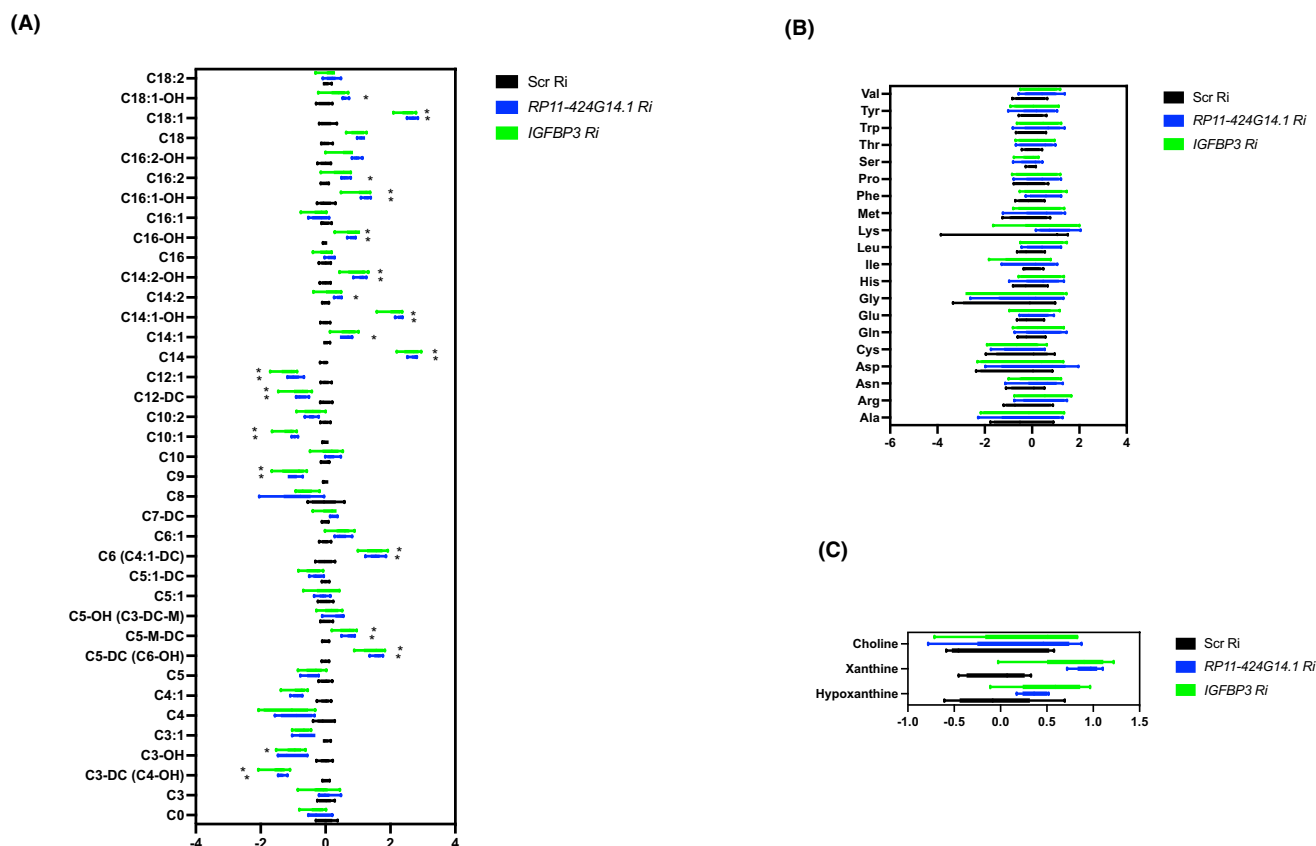 (A)
C18:2
C18:1-OH
*
C18:1
*
*
C18
C16:2-OH
C16:2
*
C16:1-OH
*
*
C16:1
C16-OH
*
*
C16
C14:2-OH
*
*
C14:2
*
C14:1-OH
*
*
C14:1
*
C14
*
*
C12:1
*
*
C12-DC
*
*
C10:2
C10:1
*
*
C10
C9
*
*
C8
C7-DC
C6:1
C6 (C4:1-DC)
*
*
C5:1-DC
C5:1
C5-OH (C3-DC-M)
C5-M-DC
*
*
C5-DC (C6-OH)
*
*
C5
C4:1
C4
C3:1
C3-OH
*
C3-DC (C4-OH)
*
*
C3
C0
-4 -2 0 2 4
Scr Ri
RP11-424G14.1 Ri
IGFBP3 Ri
(B)
Val
Tyr
Trp
Thr
Ser
Pro
Phe
Met
Lys
Leu
Ile
His
Gly
Glu
Gln
Cys
Asp
Asn
Arg
Ala
-6 -4 -2 0 2 4
Scr Ri
RP11-424G14.1 Ri
IGFBP3 Ri
(C)
Choline
Xanthine
Hypoxanthine
-1.0 -0.5 0.0 0.5 1.0 1.5
Scr Ri
RP11-424G14.1 Ri
IGFBP3 Ri